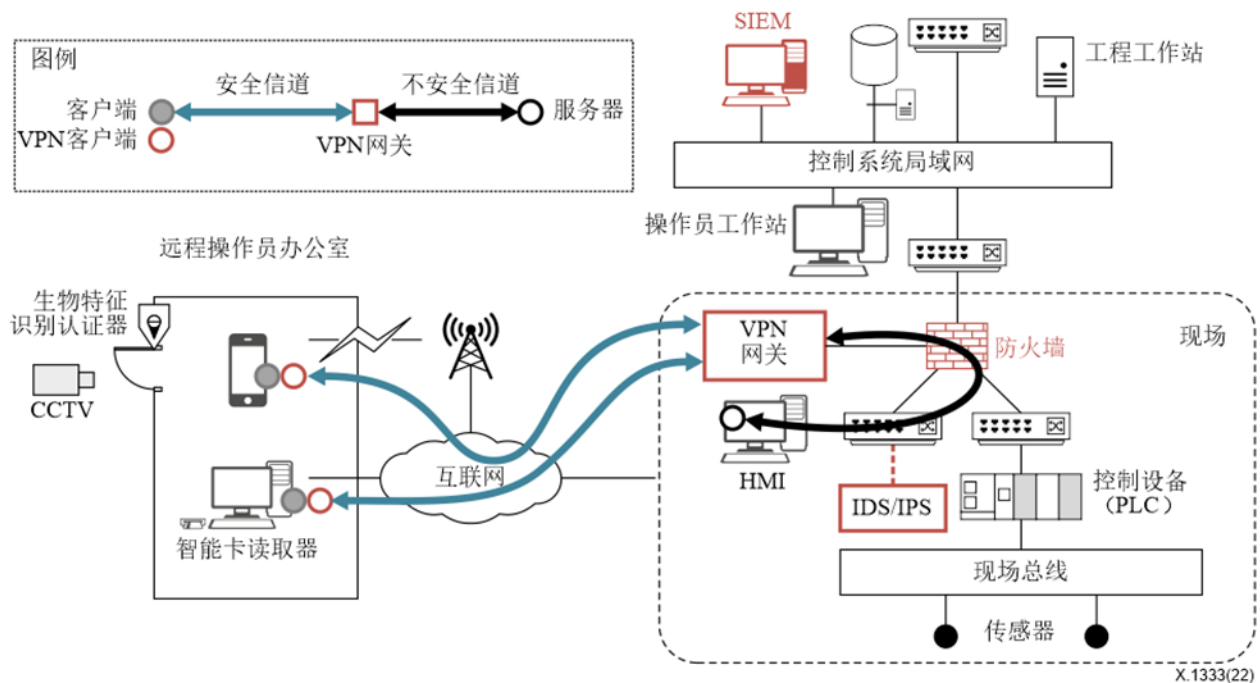 图例
安全信道
不安全信道
客户端
服务器
VPN客户端
VPN网关
SIEM
工程工作站
控制系统局域网
操作员工作站
远程操作员办公室
生物特征
识别认证器
CCTV
智能卡读取器
互联网
VPN
网关
防火墙
现场
HMI
IDS/IPS
控制设备
（PLC）
现场总线
传感器
X.1333(22)